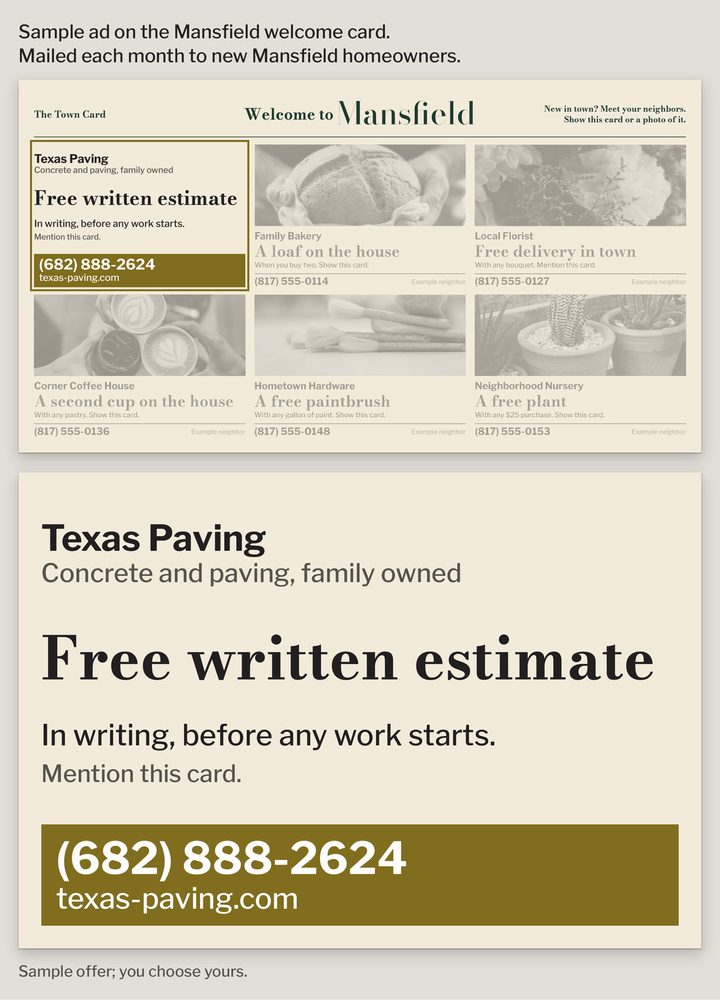 Sample ad on the Mansfield welcome card.
Mailed each month to new Mansfield homeowners.
The Town Card
Welcome to Mansfield
New in town? Meet your neighbors.
Show this card or a photo of it.
Texas Paving
Concrete and paving, family owned
Free written estimate
In writing, before any work starts.
Mention this card.
(682) 888-2624
texas-paving.com
Family Bakery
A loaf on the house
When you buy two. Show this card.
(817) 555-0114
Example neighbor
Local Florist
Free delivery in town
With any bouquet. Mention this card.
(817) 555-0127
Example neighbor
Corner Coffee House
A second cup on the house
With any pastry. Show this card.
(817) 555-0136
Example neighbor
Hometown Hardware
A free paintbrush
With any gallon of paint. Show this card.
(817) 555-0148
Example neighbor
Neighborhood Nursery
A free plant
With any $25 purchase. Show this card.
(817) 555-0153
Example neighbor
Texas Paving
Concrete and paving, family owned
Free written estimate
In writing, before any work starts.
Mention this card.
(682) 888-2624
texas-paving.com
Sample offer; you choose yours.